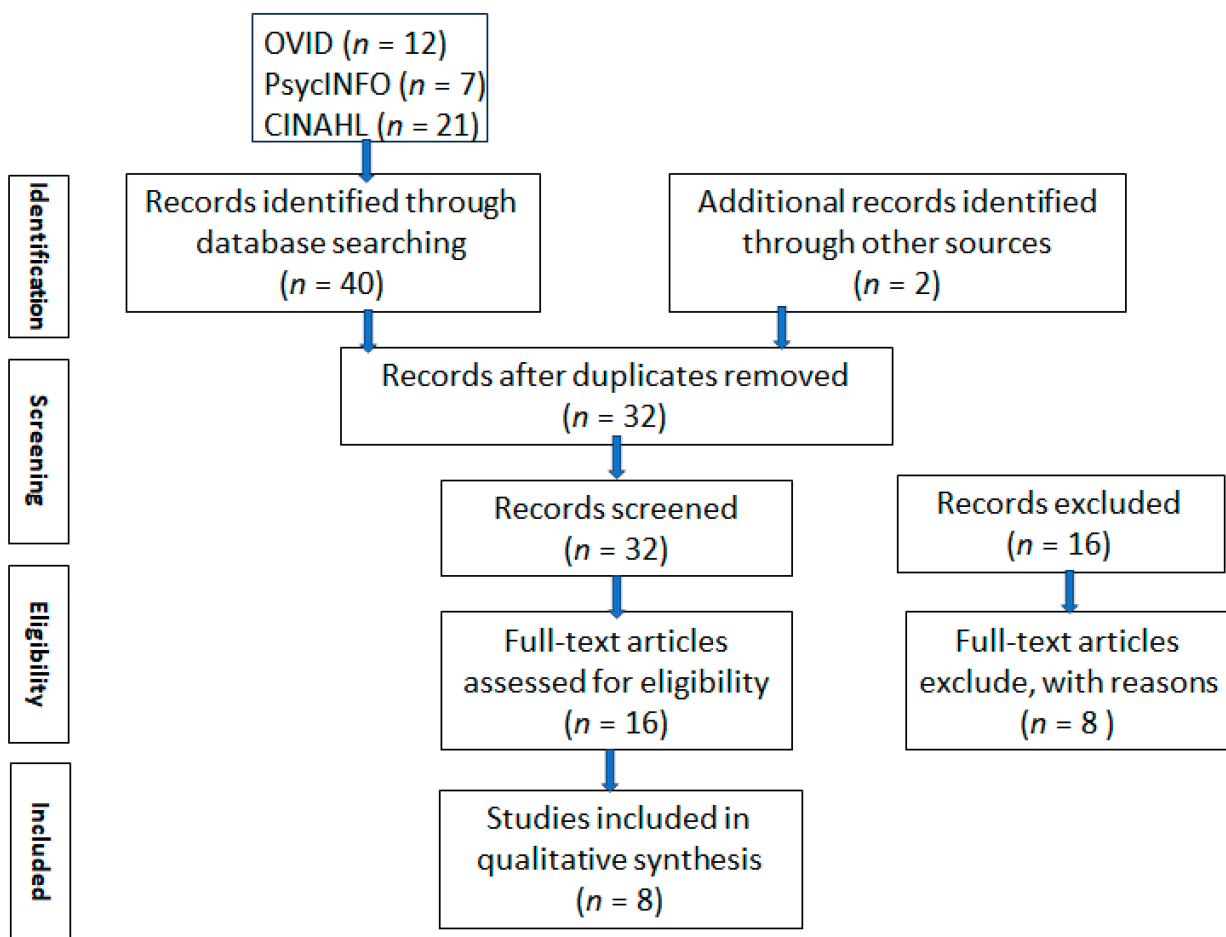 OVID (n = 12)
PsycINFO (n = 7)
CINAHL (n = 21)
Identification
Records identified through
database searching
(n = 40)
Additional records identified
through other sources
(n = 2)
Screening
Records after duplicates removed
(n = 32)
Records screened
(n = 32)
Records excluded
(n = 16)
Eligibility
Full-text articles
assessed for eligibility
(n = 16)
Full-text articles
exclude, with reasons
(n = 8 )
Included
Studies included in
qualitative synthesis
(n = 8)